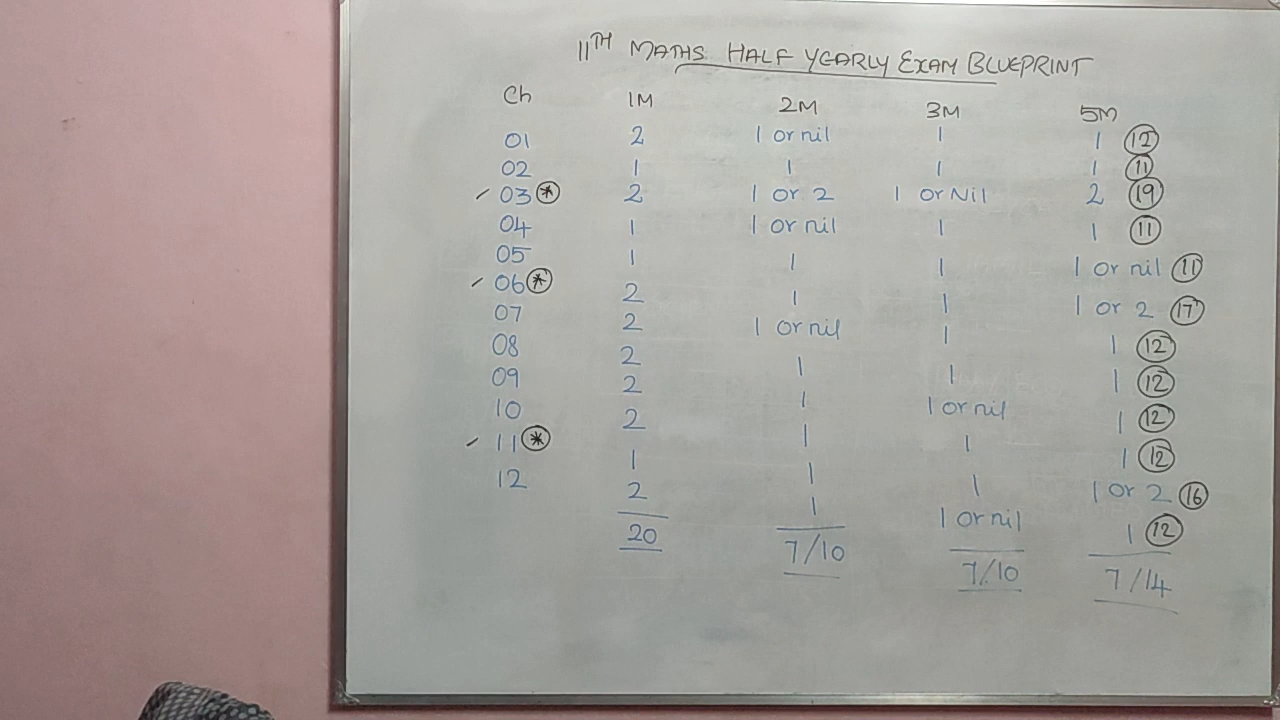 11TH MATHS HALF YEARLY EXAM BLUEPRINT
Ch 1M 2M 3M 5M
01 2 1 or nil 1 1 12
02 1 1 1 1 11
✓ 03 * 2 1 or 2 1 or Nil 2 19
04 1 1 or nil 1 1 11
05 1 1 1 1 or nil 11
✓ 06 * 2 1 1 1 or 2 17
07 2 1 or nil 1 1 12
08 2 1 1 1 12
09 2 1 1 or nil 1 12
10 2 1 1 1 12
✓ 11 * 1 1 1 1 or 2 16
12 2 1 1 or nil 1 12
20 7/10 7/10 7/14